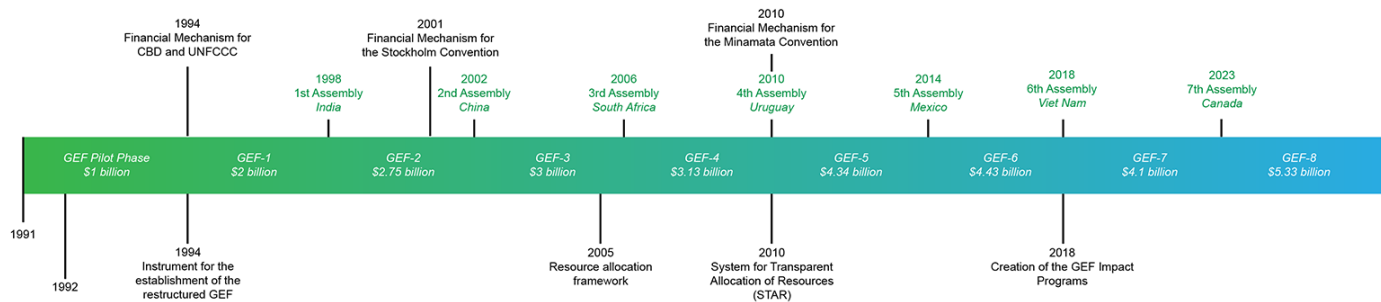 1994
Financial Mechanism for
CBD and UNFCCC
2001
Financial Mechanism for
the Stockholm Convention
2010
Financial Mechanism for
the Minamata Convention
1998
1st Assembly
India
2002
2nd Assembly
China
2006
3rd Assembly
South Africa
2010
4th Assembly
Uruguay
2014
5th Assembly
Mexico
2018
6th Assembly
Viet Nam
2023
7th Assembly
Canada
GEF Pilot Phase
$1 billion
GEF-1
$2 billion
GEF-2
$2.75 billion
GEF-3
$3 billion
GEF-4
$3.13 billion
GEF-5
$4.34 billion
GEF-6
$4.43 billion
GEF-7
$4.1 billion
GEF-8
$5.33 billion
1991
1992
1994
Instrument for the
establishment of the
restructured GEF
2005
Resource allocation
framework
2010
System for Transparent
Allocation of Resources
(STAR)
2018
Creation of the GEF Impact
Programs